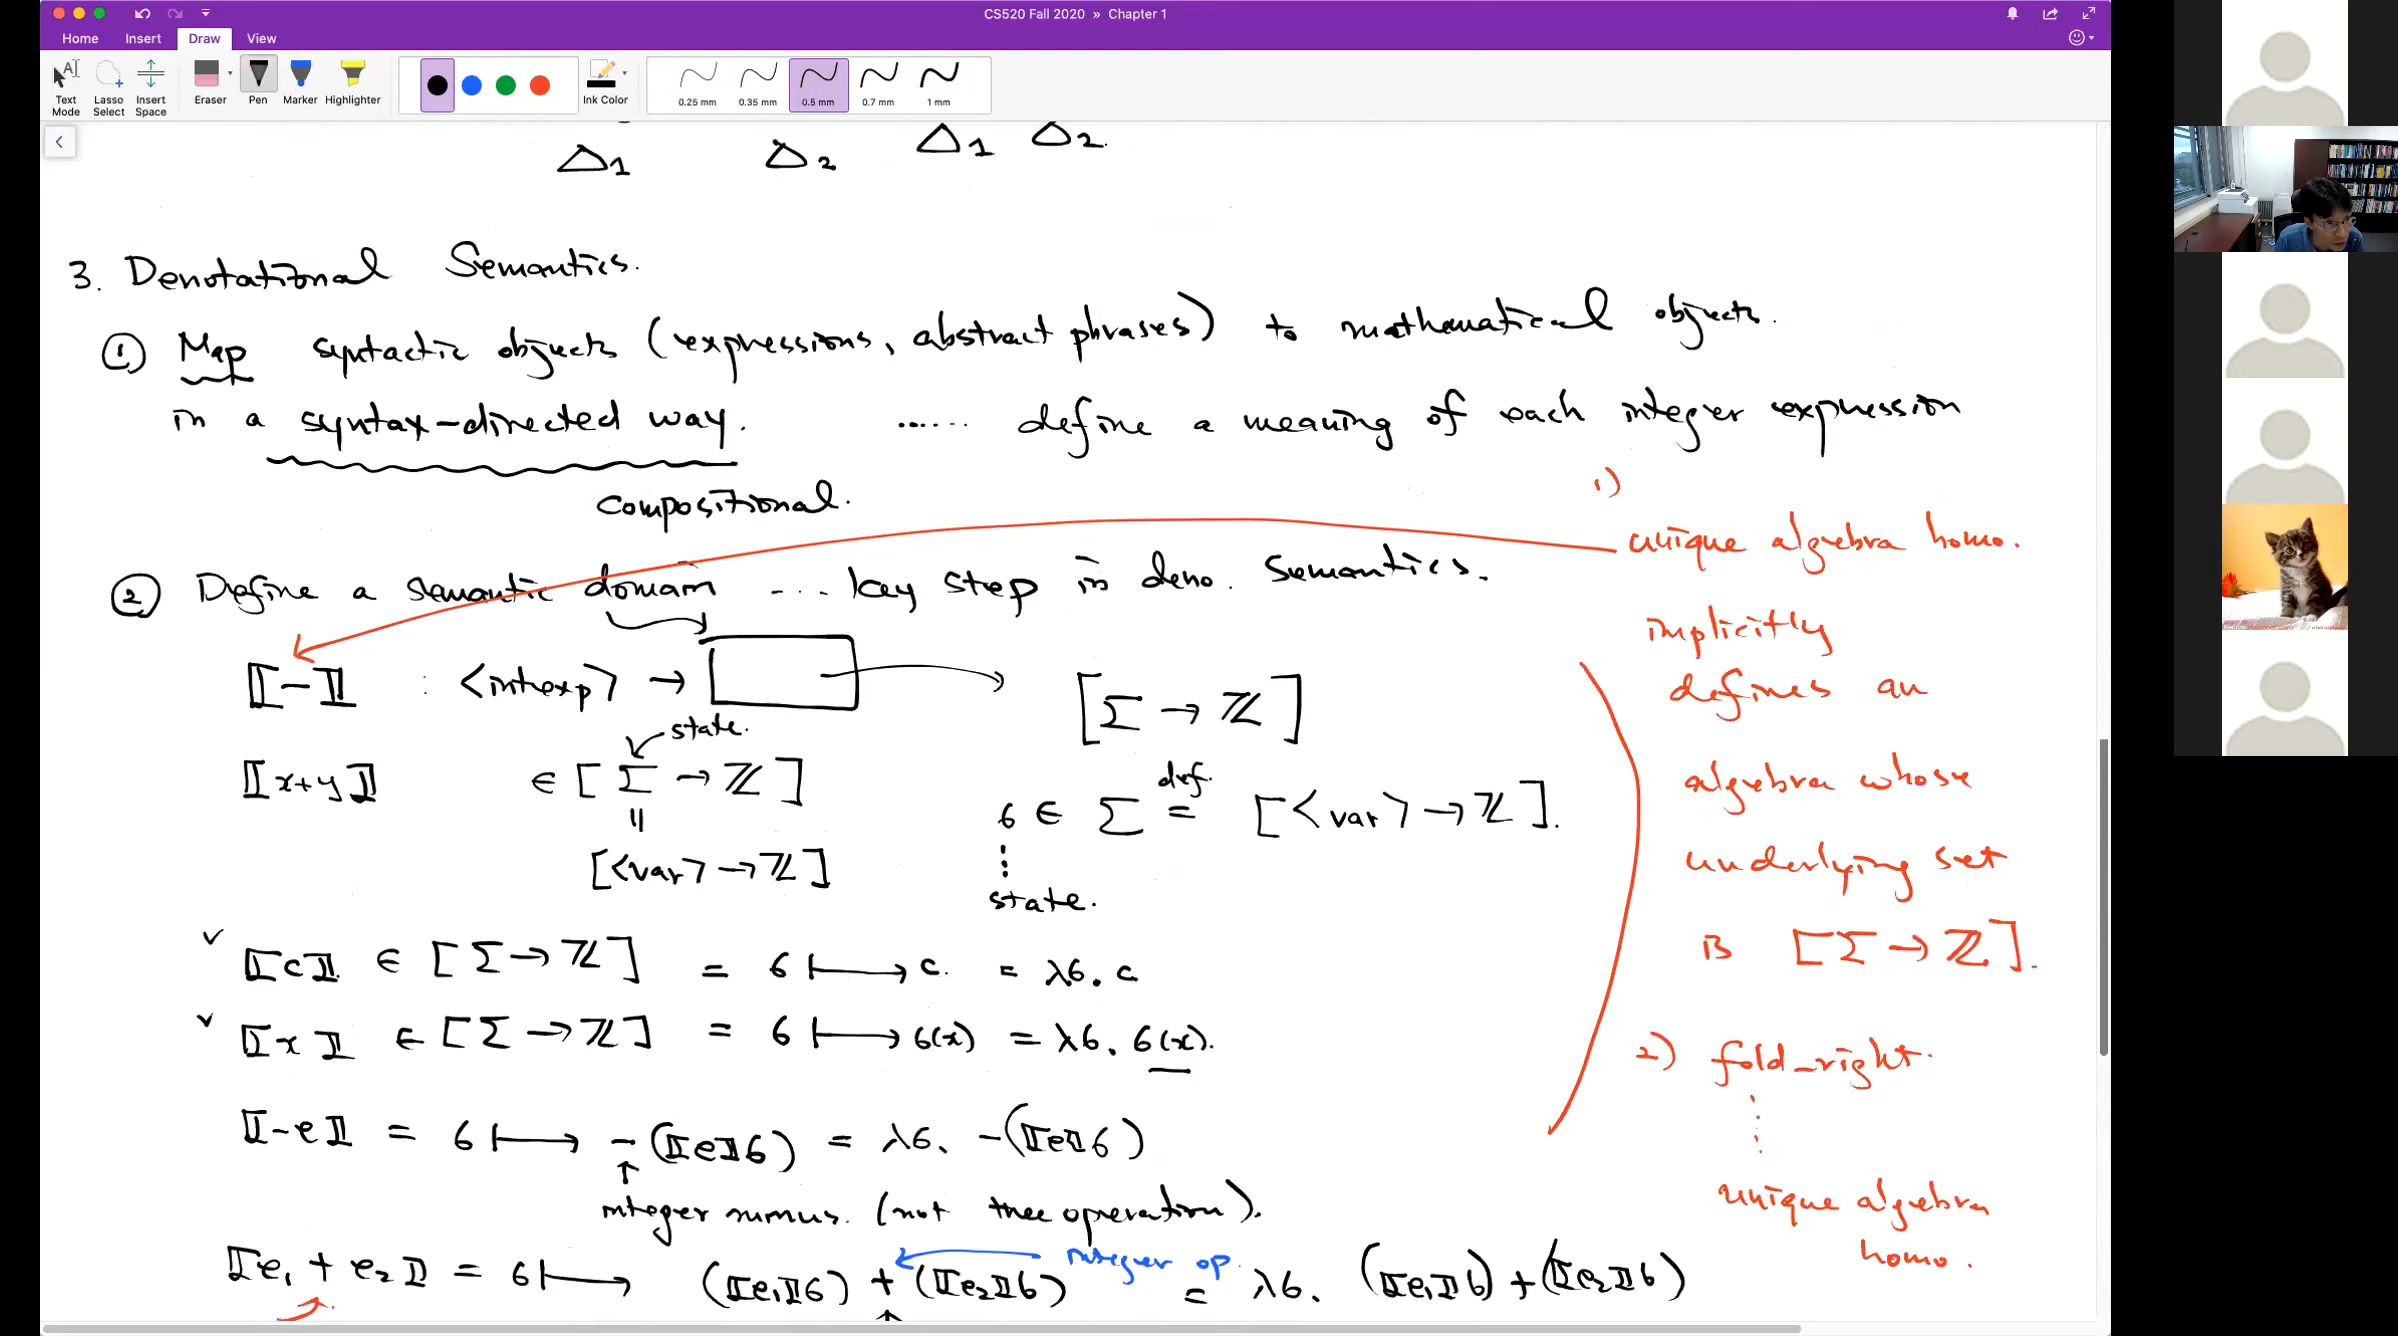 CS520 Fall 2020 » Chapter 1
Home Insert Draw View
Text Mode
Lasso Select
Insert Space
Eraser
Pen
Marker
Highlighter
Ink Color
0.25 mm
0.35 mm
0.5 mm
0.7 mm
1 mm
Δ1 Δ2 Δ1 Δ2.
3. Denotational Semantics.
① Map syntactic objects (expressions, abstract phrases) to mathematical objects.
in a syntax-directed way. ...... define a meaning of each integer expression
compositional.
② Define a semantic domain ... key step in deno. semantics.
⟦-⟧ : <intexp> → [Σ → ℤ]
state.
⟦x+y⟧ ∈ [Σ → ℤ]
||
[<var> → ℤ]
σ ∈ Σ def. = [<var> → ℤ].
state.
✓ ⟦c⟧ ∈ [Σ → ℤ] = σ ↦ c. = λσ. c
✓ ⟦x⟧ ∈ [Σ → ℤ] = σ ↦ σ(x) = λσ. σ(x).
⟦-e⟧ = σ ↦ -(⟦e⟧σ) = λσ. -(⟦e⟧σ)
↑
integer minus. (not tree operation).
integer op.
⟦e₁ + e₂⟧ = σ ↦ (⟦e₁⟧σ) + (⟦e₂⟧σ) = λσ. (⟦e₁⟧σ) + (⟦e₂⟧σ)
1)
unique algebra homo.
implicitly
defines an
algebra whose
underlying set
is [Σ → ℤ].
2) fold_right.
unique algebra
homo.